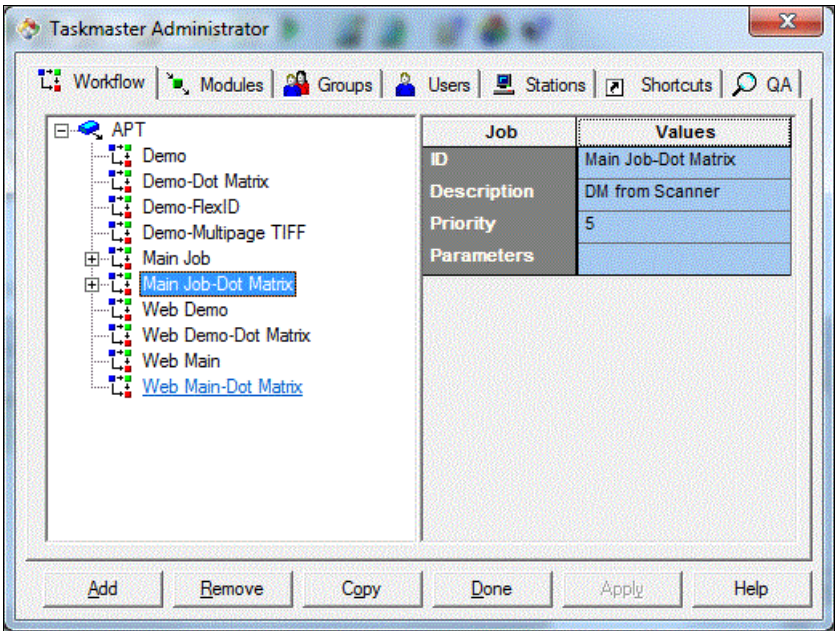 Taskmaster Administrator
Workflow Modules Groups Users Stations Shortcuts QA
APT
Demo
Demo-Dot Matrix
Demo-FlexID
Demo-Multipage TIFF
Main Job
Main Job-Dot Matrix
Web Demo
Web Demo-Dot Matrix
Web Main
Web Main-Dot Matrix
Job Values
ID Main Job-Dot Matrix
Description DM from Scanner
Priority 5
Parameters
Add Remove Copy Done Apply Help